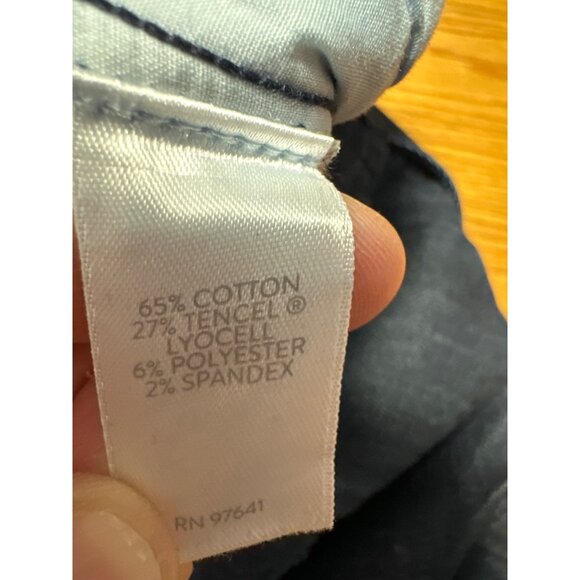 65% COTTON
27% TENCEL ®
LYOCELL
6% POLYESTER
2% SPANDEX
RN 97641